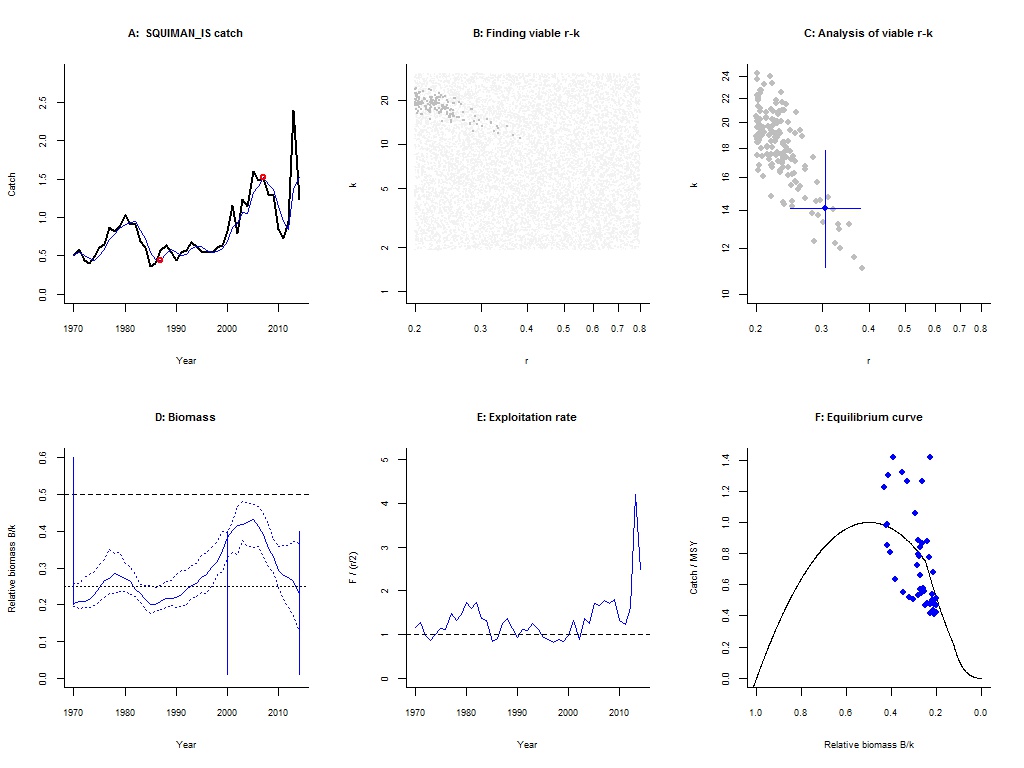 A:  SQUIMAN_IS catch
Catch
0.0 0.5 1.0 1.5 2.0 2.5
1970 1980 1990 2000 2010
Year
B: Finding viable r-k
k
1 2 5 10 20
0.2 0.3 0.4 0.5 0.6 0.7 0.8
r
C: Analysis of viable r-k
k
10 12 14 16 18 20 22 24
0.2 0.3 0.4 0.5 0.6 0.7 0.8
r
D: Biomass
Relative biomass B/k
0.0 0.1 0.2 0.3 0.4 0.5 0.6
1970 1980 1990 2000 2010
Year
E: Exploitation rate
F / (r/2)
0 1 2 3 4 5
1970 1980 1990 2000 2010
Year
F: Equilibrium curve
Catch / MSY
0.0 0.2 0.4 0.6 0.8 1.0 1.2 1.4
1.0 0.8 0.6 0.4 0.2 0.0
Relative biomass B/k